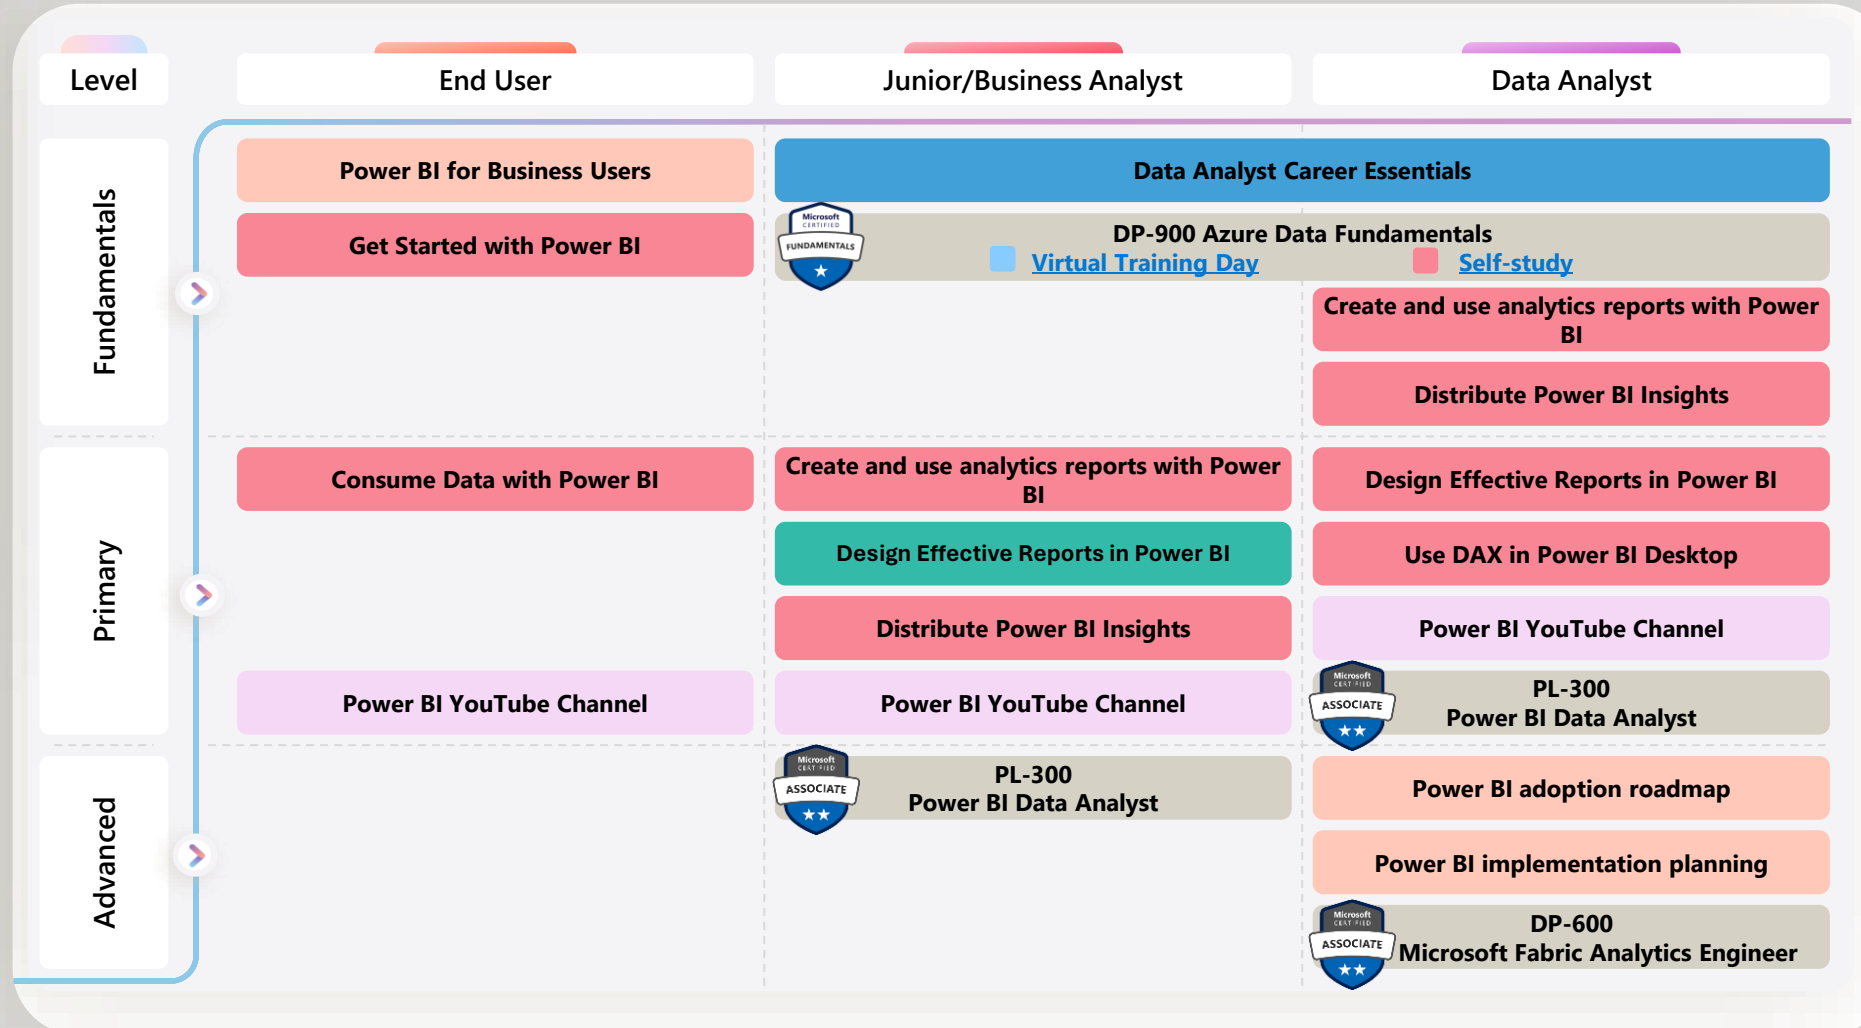 Level
End User
Junior/Business Analyst
Data Analyst
Fundamentals
Power BI for Business Users
Data Analyst Career Essentials
Get Started with Power BI
Microsoft
CERTIFIED
FUNDAMENTALS
DP-900 Azure Data Fundamentals
Virtual Training Day
Self-study
Create and use analytics reports with Power
BI
Distribute Power BI Insights
Primary
Consume Data with Power BI
Create and use analytics reports with Power
BI
Design Effective Reports in Power BI
Design Effective Reports in Power BI
Use DAX in Power BI Desktop
Distribute Power BI Insights
Power BI YouTube Channel
Power BI YouTube Channel
Power BI YouTube Channel
Microsoft
CERTIFIED
ASSOCIATE
PL-300
Power BI Data Analyst
Advanced
Microsoft
CERTIFIED
ASSOCIATE
PL-300
Power BI Data Analyst
Power BI adoption roadmap
Power BI implementation planning
Microsoft
CERTIFIED
ASSOCIATE
DP-600
Microsoft Fabric Analytics Engineer